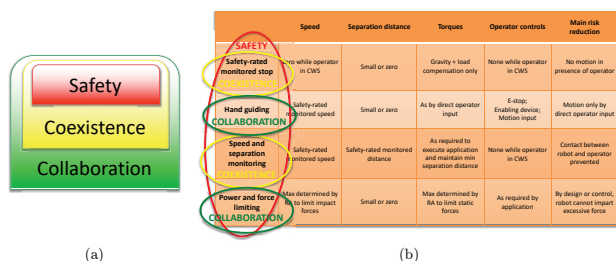 Safety
Coexistence
Collaboration
(a)
Speed
Separation distance
Torques
Operator controls
Main risk
reduction
SAFETY
Safety-rated
monitored stop
COEXISTENCE
Zero while operator
in CWS
Small or zero
Gravity + load
compensation only
None while operator
in CWS
No motion in
presence of operator
Hand guiding
COLLABORATION
Safety-rated
monitored speed
Small or zero
As by direct operator
input
E-stop;
Enabling device;
Motion input
Motion only by
direct operator input
Speed and
separation
monitoring
COEXISTENCE
Safety-rated
monitored speed
Safety-rated monitored
distance
As required to
execute application
and maintain min
separation distance
None while operator
in CWS
Contact between
robot and operator
prevented
Power and force
limiting
COLLABORATION
Max determined by
RA to limit impact
forces
Small or zero
Max determined by
RA to limit static
forces
As required by
application
By design or control,
robot cannot impart
excessive force
(b)